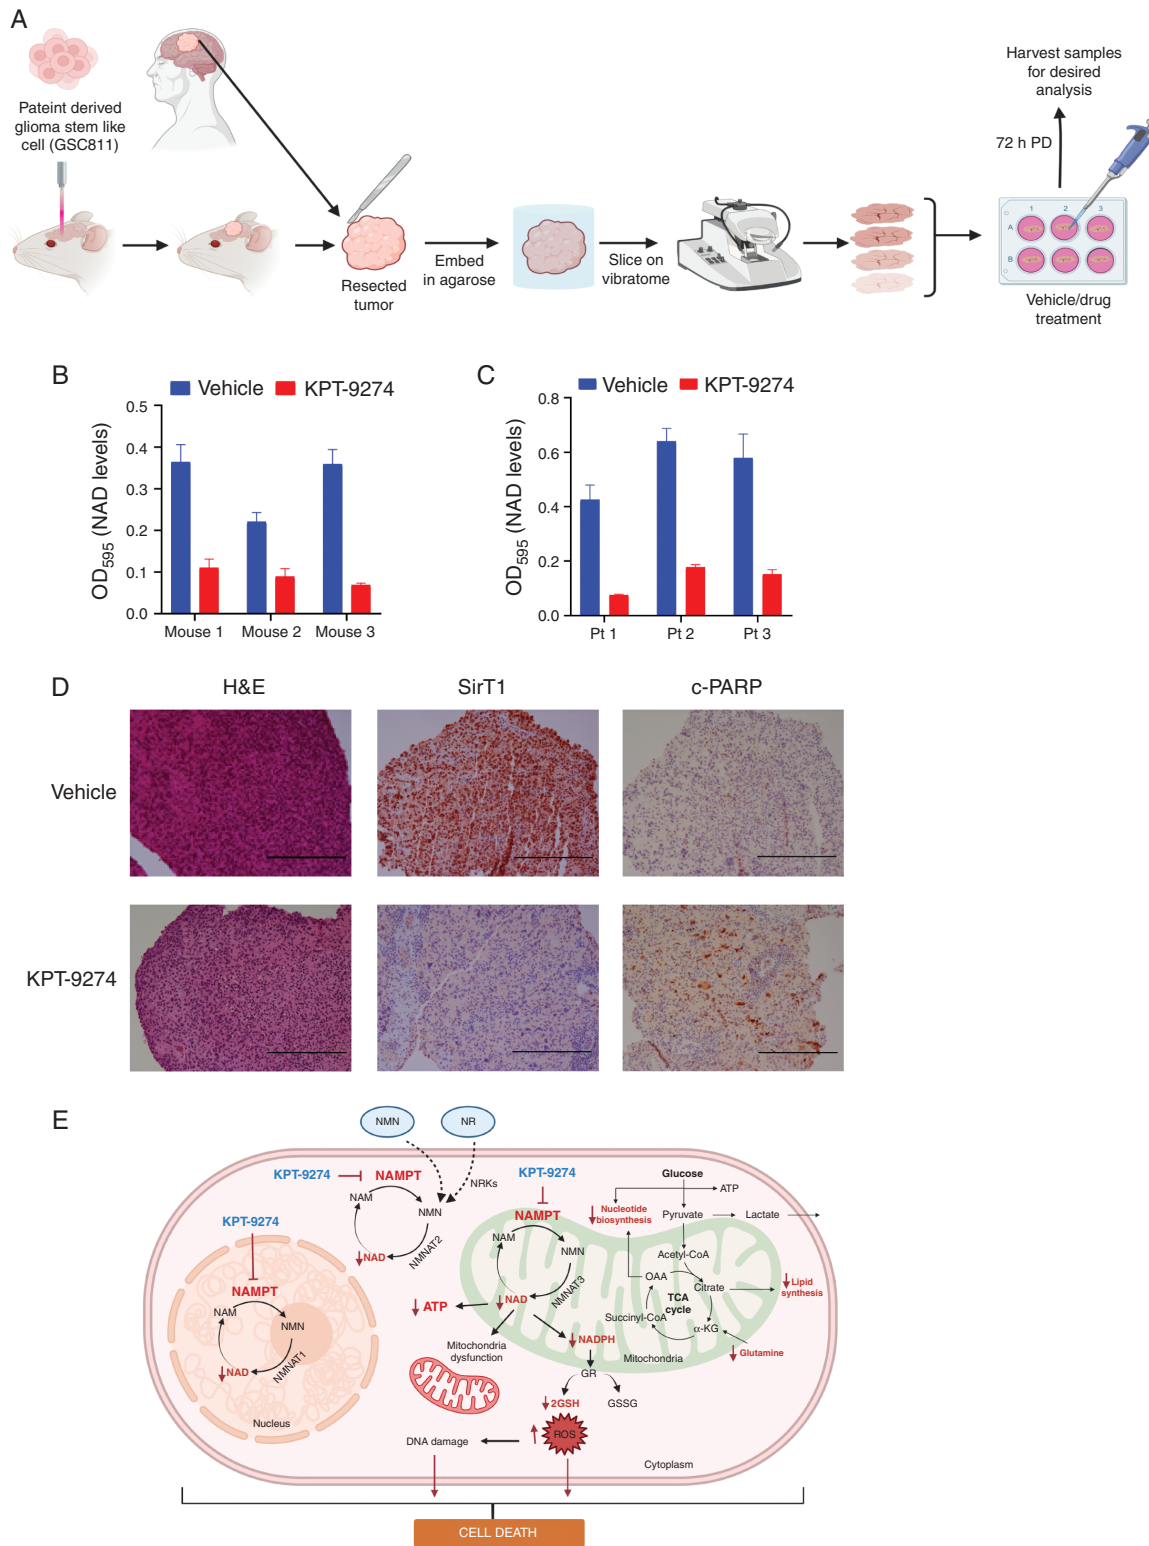 A
Pateint derived
glioma stem like
cell (GSC811)
Resected
tumor
Embed
in agarose
Slice on
vibratome
Harvest samples
for desired
analysis
72 h PD
1 2 3
A
B
Vehicle/drug
treatment
B
Vehicle KPT-9274
OD595 (NAD levels)
0.5
0.4
0.3
0.2
0.1
0.0
Mouse 1 Mouse 2 Mouse 3
C
Vehicle KPT-9274
OD595 (NAD levels)
0.8
0.6
0.4
0.2
0.0
Pt 1 Pt 2 Pt 3
D
H&E SirT1 c-PARP
Vehicle
KPT-9274
E
NMN NR
KPT-9274 NAMPT
NAM
NMN
NRKs
NAD
NMNAT2
KPT-9274
NAMPT
NAM
NMN
NAD
NMNAT1
Nucleus
KPT-9274
NAMPT
NAM
NMN
NAD
NMNAT3
ATP
Mitochondria
dysfunction
NADPH
GR
2GSH GSSG
ROS
DNA damage
Glucose
ATP
Nucleotide
biosynthesis
Pyruvate Lactate
Acetyl-CoA
OAA
Citrate
Lipid
synthesis
TCA
cycle
Succinyl-CoA
α-KG
Glutamine
Mitochondria
Cytoplasm
CELL DEATH